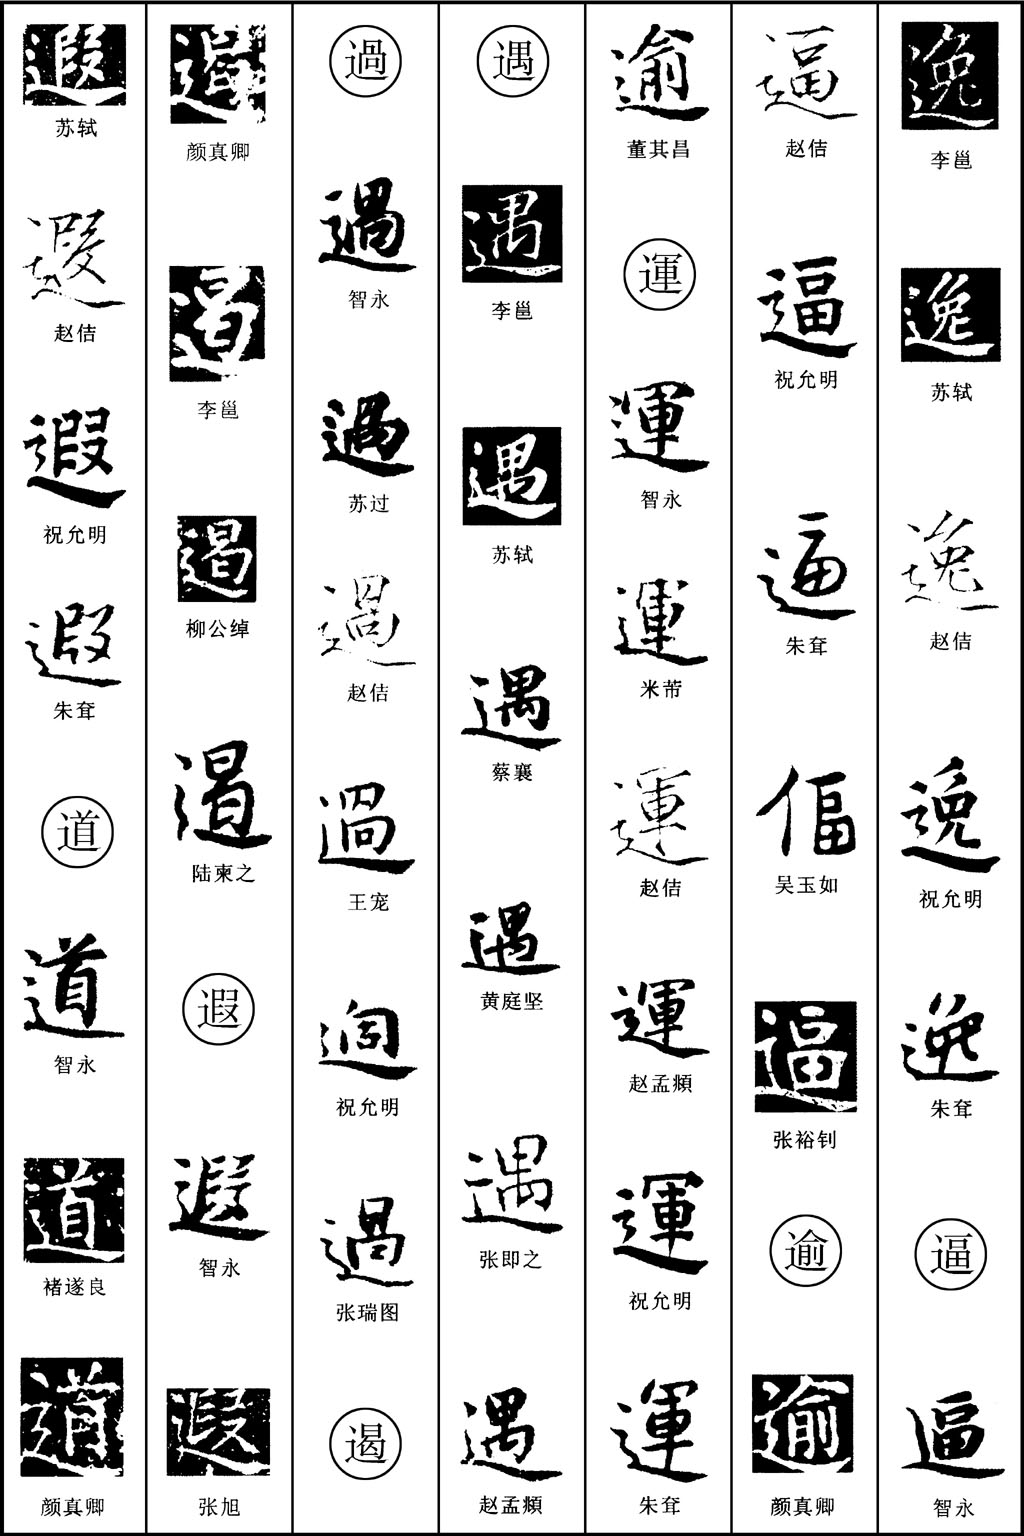 逸
李邕
逸
苏轼
逸
赵佶
逸
祝允明
逸
朱耷
逼
逼
智永
逼
赵佶
逼
祝允明
逼
朱耷
偪
吴玉如
逼
张裕钊
逾
逾
颜真卿
逾
董其昌
運
運
智永
運
米芾
運
赵佶
運
赵孟頫
運
祝允明
運
朱耷
遇
遇
李邕
遇
苏轼
遇
蔡襄
遇
黄庭坚
遇
张即之
遇
赵孟頫
過
過
智永
過
苏过
過
赵佶
過
王宠
過
祝允明
過
张瑞图
遏
遏
颜真卿
遏
李邕
遏
柳公绰
遏
陆柬之
遐
遐
智永
遐
张旭
遐
苏轼
遐
赵佶
遐
祝允明
遐
朱耷
道
道
智永
道
褚遂良
道
颜真卿